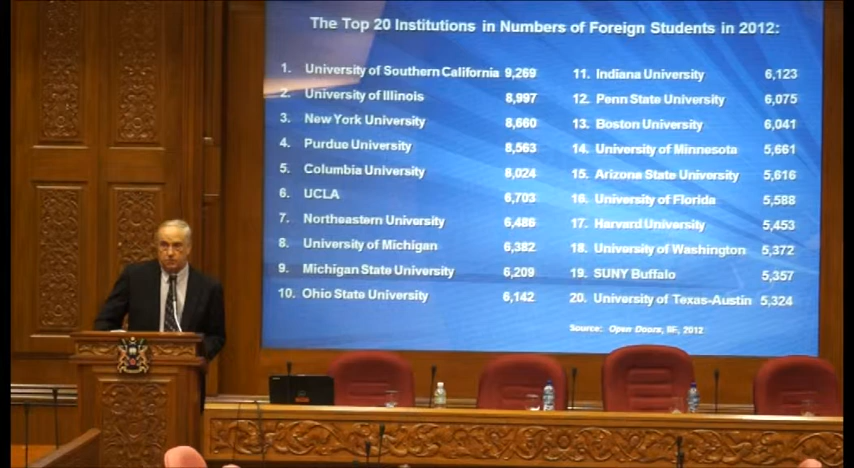 The Top 20 Institutions in Numbers of Foreign Students in 2012:
1. University of Southern California 9,269
2. University of Illinois 8,997
3. New York University 8,660
4. Purdue University 8,563
5. Columbia University 8,024
6. UCLA 6,703
7. Northeastern University 6,486
8. University of Michigan 6,382
9. Michigan State University 6,209
10. Ohio State University 6,142
11. Indiana University 6,123
12. Penn State University 6,075
13. Boston University 6,041
14. University of Minnesota 5,661
15. Arizona State University 5,616
16. University of Florida 5,588
17. Harvard University 5,453
18. University of Washington 5,372
19. SUNY Buffalo 5,357
20. University of Texas-Austin 5,324
Source: Open Doors, IIF, 2012